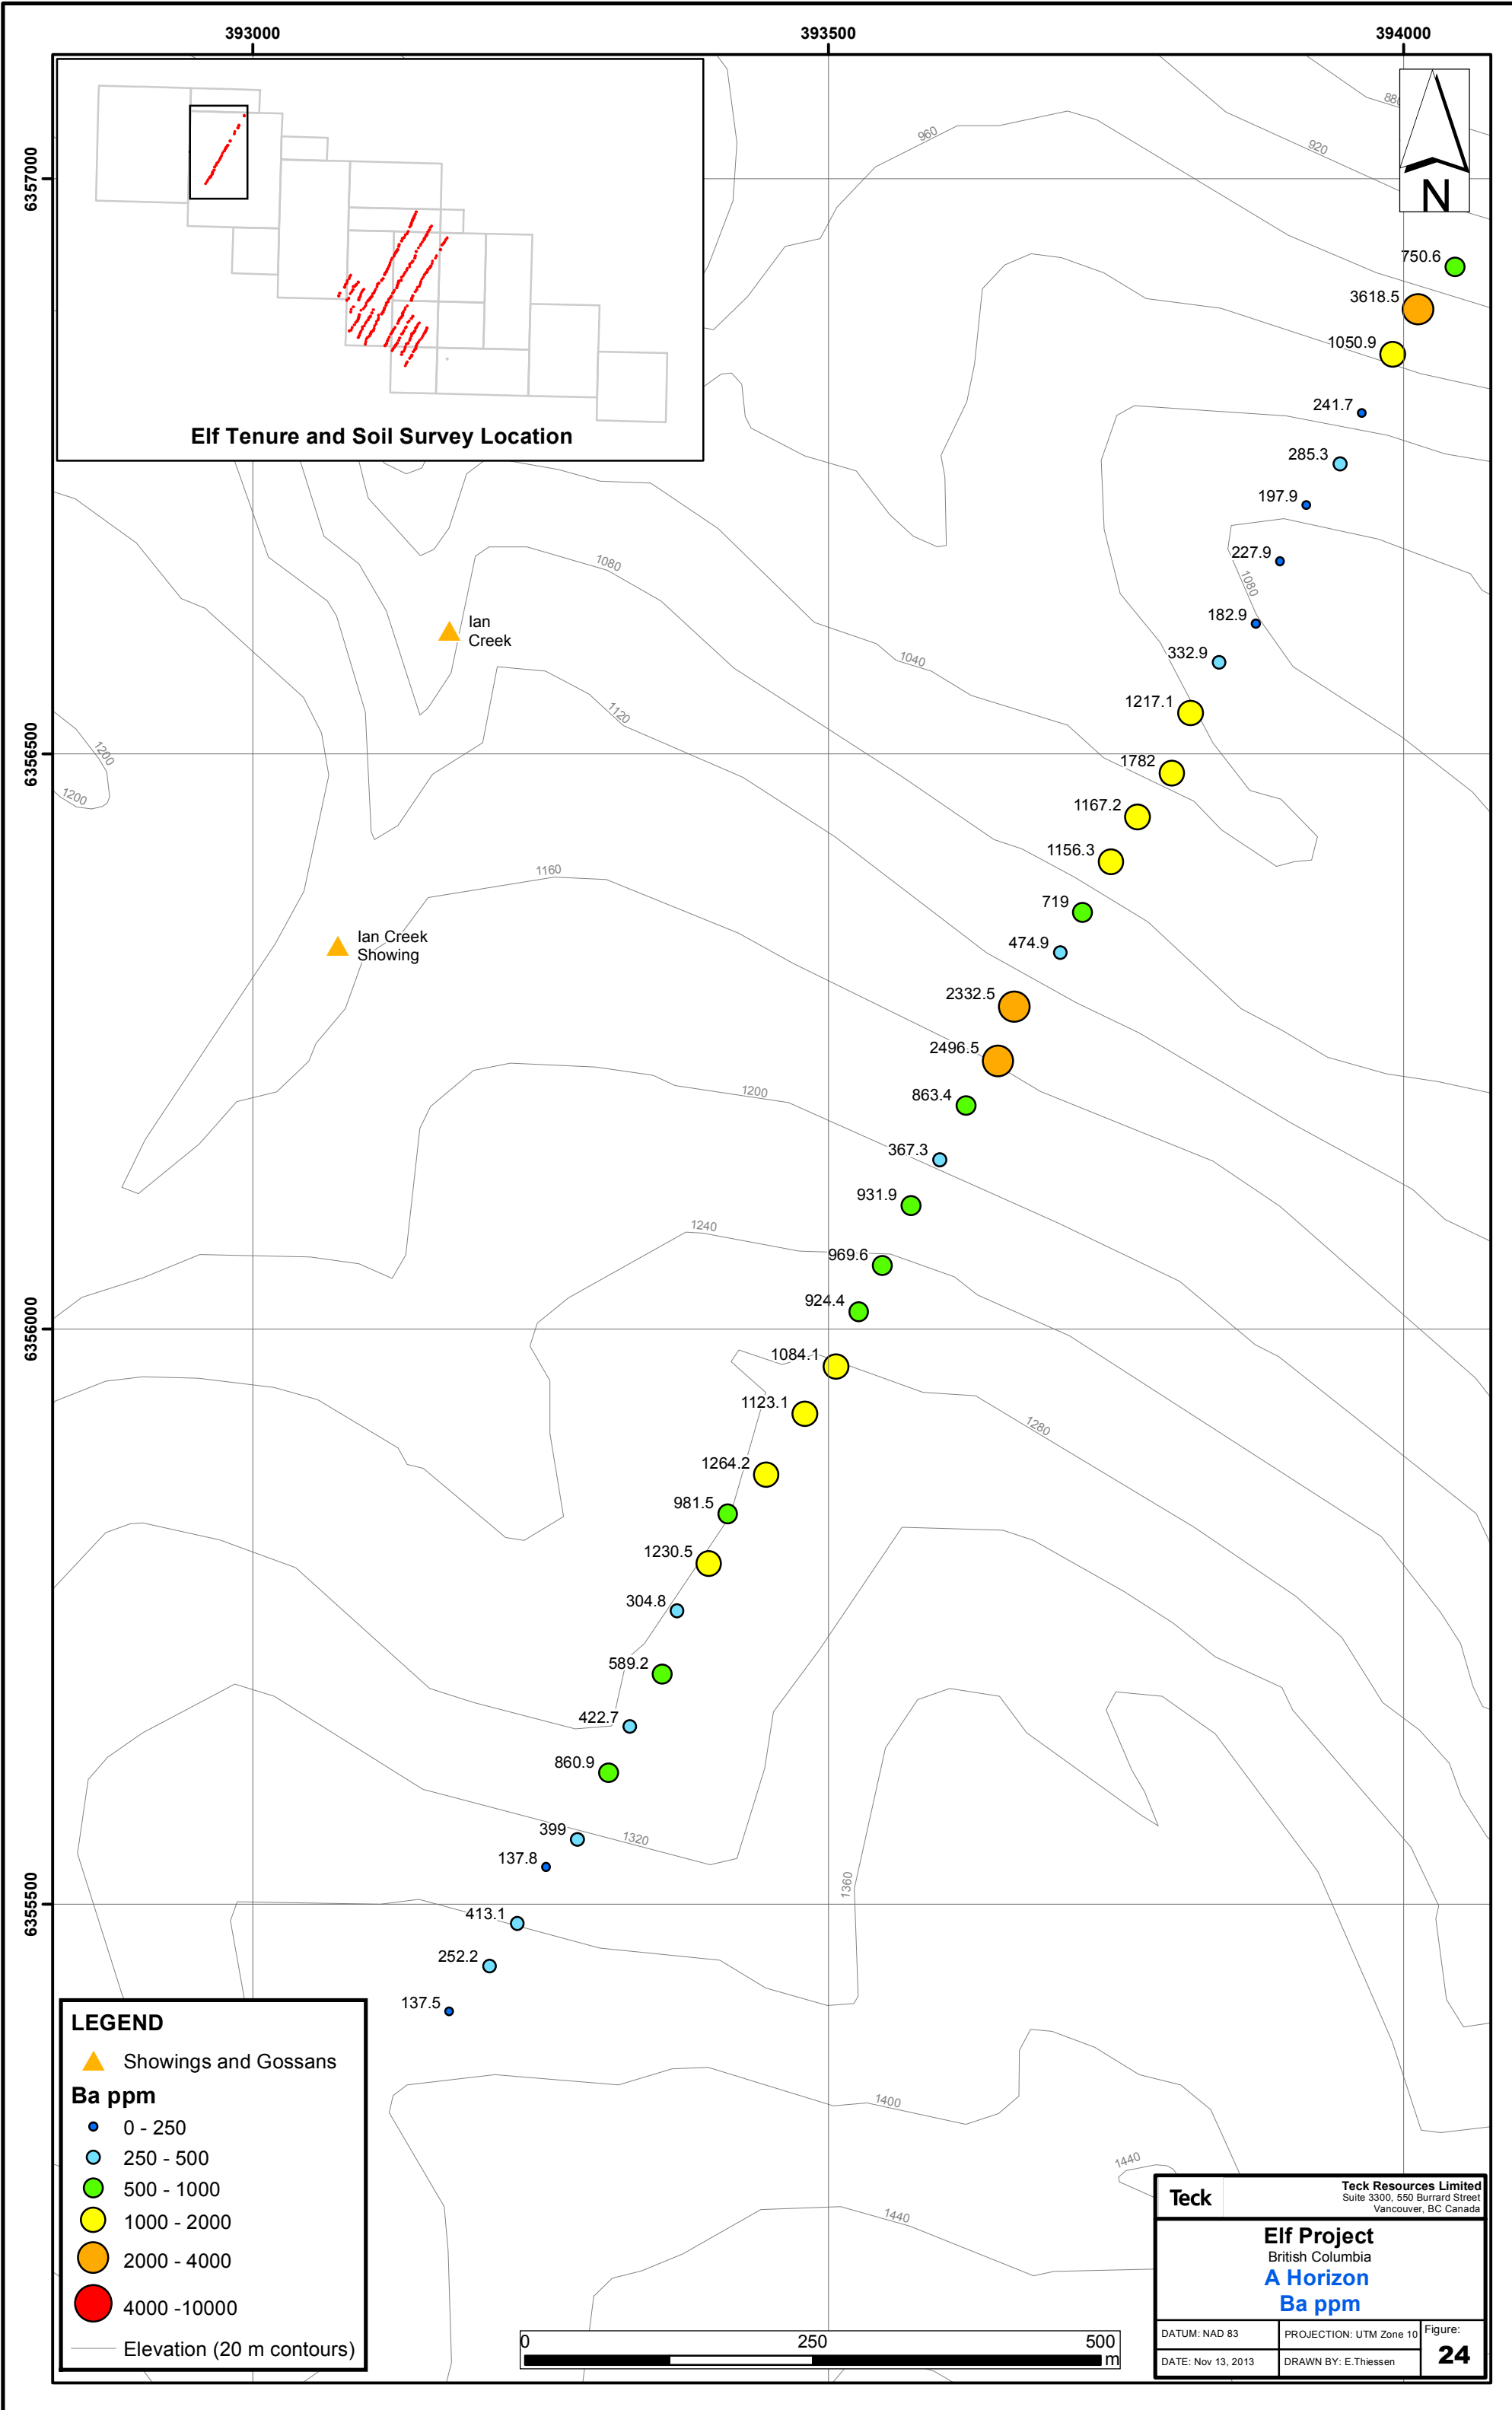 393000
393500
394000
6357000
6356500
6356000
6355500
Elf Tenure and Soil Survey Location
N
880
920
960
750.6
3618.5
1050.9
241.7
285.3
197.9
227.9
1080
182.9
332.9
1217.1
1782
1167.2
1156.3
719
474.9
2332.5
2496.5
863.4
367.3
931.9
969.6
924.4
1084.1
1123.1
1264.2
981.5
1230.5
304.8
589.2
422.7
860.9
399
137.8
413.1
252.2
137.5
1080
1040
1120
1160
1200
1200
1200
1240
1280
1320
1360
1400
1440
1440
Ian
Creek
Ian Creek
Showing
LEGEND
Showings and Gossans
Ba ppm
0 - 250
250 - 500
500 - 1000
1000 - 2000
2000 - 4000
4000 -10000
Elevation (20 m contours)
0 250 500
m
Teck
Teck Resources Limited
Suite 3300, 550 Burrard Street
Vancouver, BC Canada
Elf Project
British Columbia
A Horizon
Ba ppm
DATUM: NAD 83
PROJECTION: UTM Zone 10
Figure:
24
DATE: Nov 13, 2013
DRAWN BY: E.Thiessen